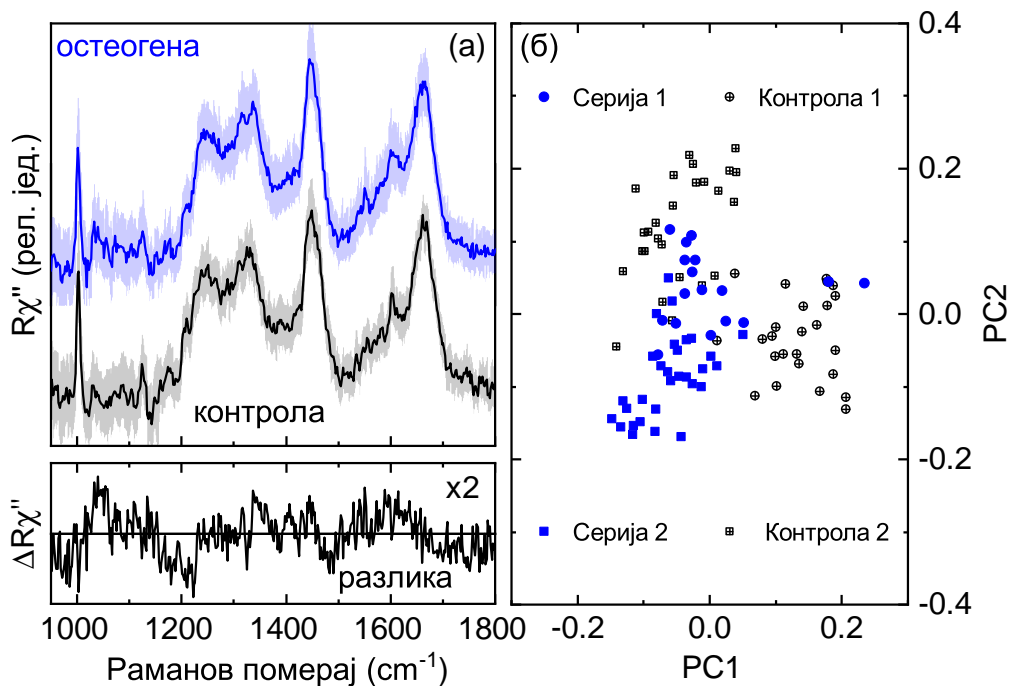 остеогена
(а)
Rχ'' (рел. јед.)
контрола
x2
ΔRχ''
разлика
1000 1200 1400 1600 1800
Раманов померај (cm⁻¹)
(б)
Серија 1
Контрола 1
Серија 2
Контрола 2
0.4
0.2
0.0
-0.2
-0.4
PC2
-0.2 0.0 0.2
PC1